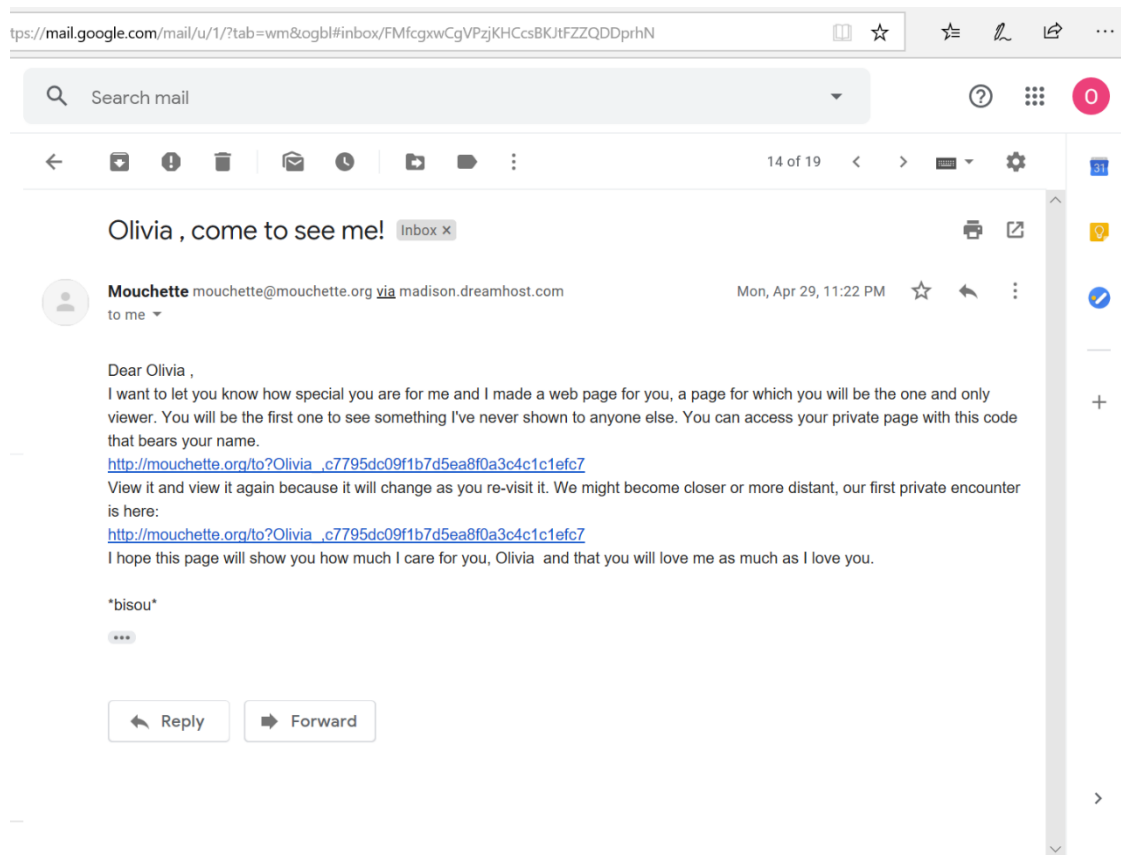 tps://mail.google.com/mail/u/1/?tab=wm&ogbl#inbox/FMfcgxwCgVPzjKHCcsBKJtFZZQDDprhN
Search mail
O
14 of 19
31
Olivia , come to see me! Inbox x
Mouchette mouchette@mouchette.org via madison.dreamhost.com Mon, Apr 29, 11:22 PM
to me
Dear Olivia ,
I want to let you know how special you are for me and I made a web page for you, a page for which you will be the one and only
viewer. You will be the first one to see something I've never shown to anyone else. You can access your private page with this code
that bears your name.
http://mouchette.org/to?Olivia_,c7795dc09f1b7d5ea8f0a3c4c1c1efc7
View it and view it again because it will change as you re-visit it. We might become closer or more distant, our first private encounter
is here:
http://mouchette.org/to?Olivia_,c7795dc09f1b7d5ea8f0a3c4c1c1efc7
I hope this page will show you how much I care for you, Olivia  and that you will love me as much as I love you.
*bisou*
Reply
Forward